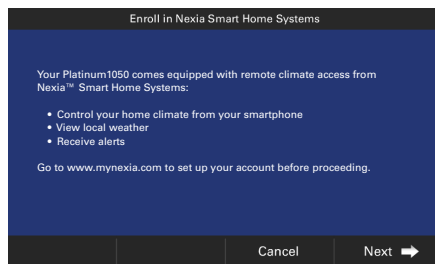 Enroll in Nexia Smart Home Systems
Your Platinum1050 comes equipped with remote climate access from
Nexia™ Smart Home Systems:
• Control your home climate from your smartphone
• View local weather
• Receive alerts
Go to www.mynexia.com to set up your account before proceeding.
Cancel
Next